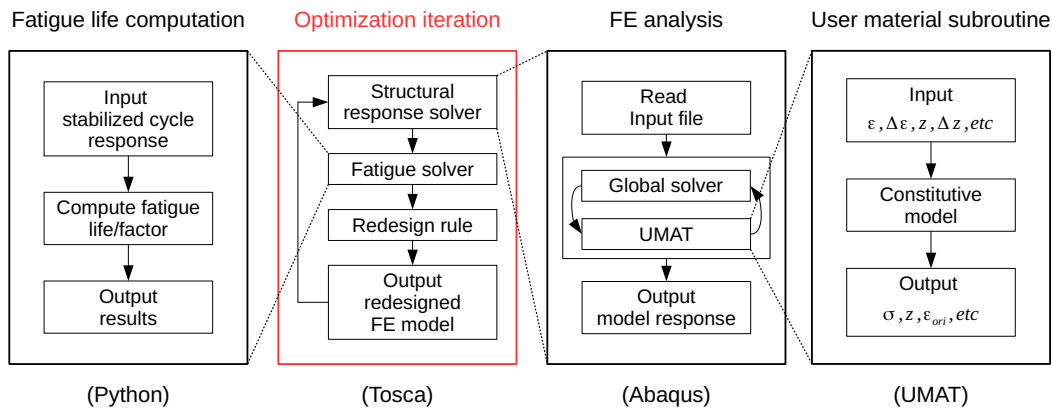 Fatigue life computation
Input
stabilized cycle
response
Compute fatigue
life/factor
Output
results
(Python)
Optimization iteration
Structural
response solver
Fatigue solver
Redesign rule
Output
redesigned
FE model
(Tosca)
FE analysis
Read
Input file
Global solver
UMAT
Output
model response
(Abaqus)
User material subroutine
Input
ε, Δε, z, Δz, etc
Constitutive
model
Output
σ, z, ε_ori, etc
(UMAT)